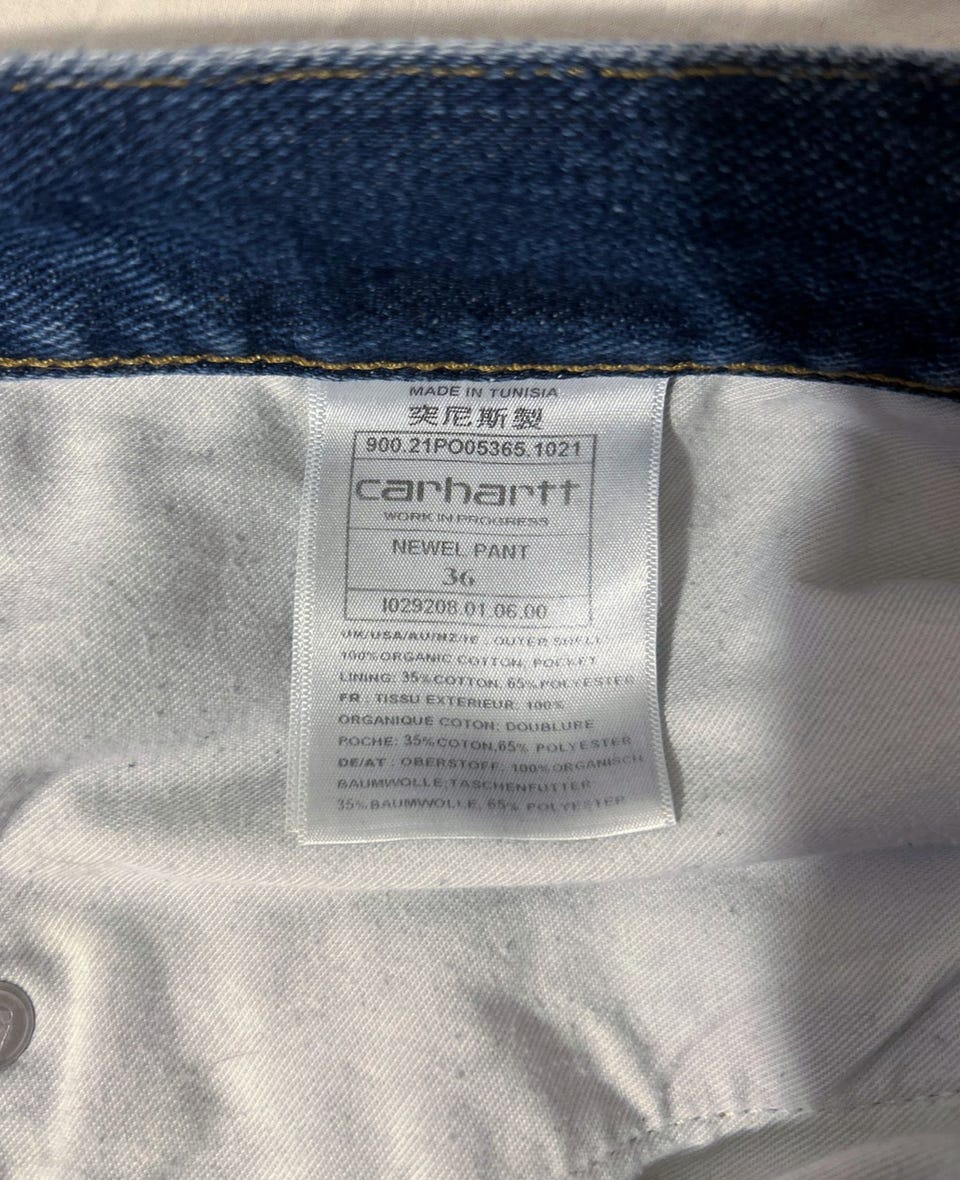 MADE IN TUNISIA
突尼斯製
900.21PO05365.1021
carhartt
WORK IN PROGRESS
NEWEL PANT
36
I029208.01.06.00
UK/USA/AU/NZ/IE . OUTER SHELL
100%ORGANIC COTTON; POCKET
LINING: 35%COTTON, 65%POLYESTER
FR . TISSU EXTERIEUR. 100%
ORGANIQUE COTON; DOUBLURE
POCHE: 35%COTON,65% POLYESTER
DE/AT : OBERSTOFF: 100%ORGANISCH
BAUMWOLLE;TASCHENFUTTER
35%BAUMWOLLE, 65% POLYESTER